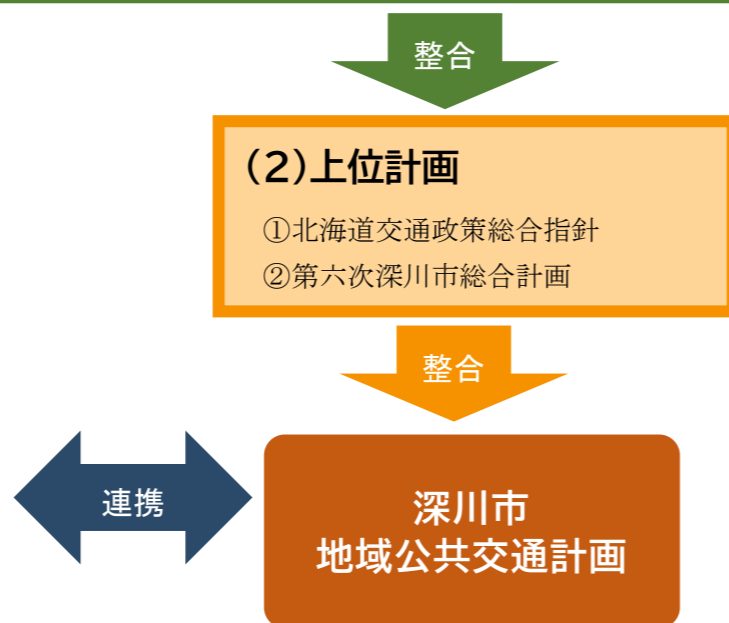 整合
(2)上位計画
①北海道交通政策総合指針
②第六次深川市総合計画
整合
連携
深川市
地域公共交通計画